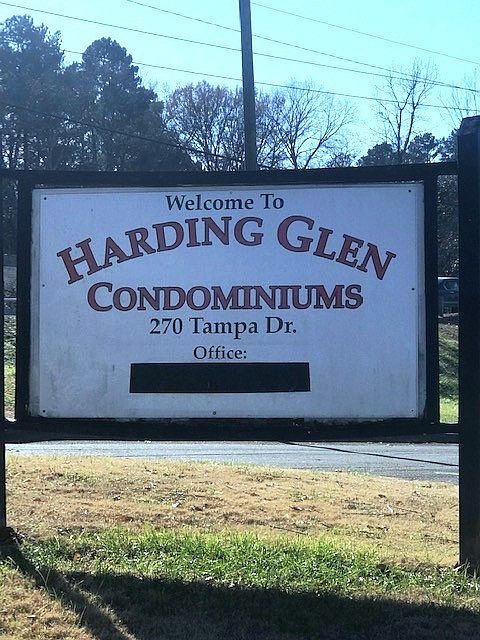 Welcome To
HARDING GLEN
CONDOMINIUMS
270 Tampa Dr.
Office: